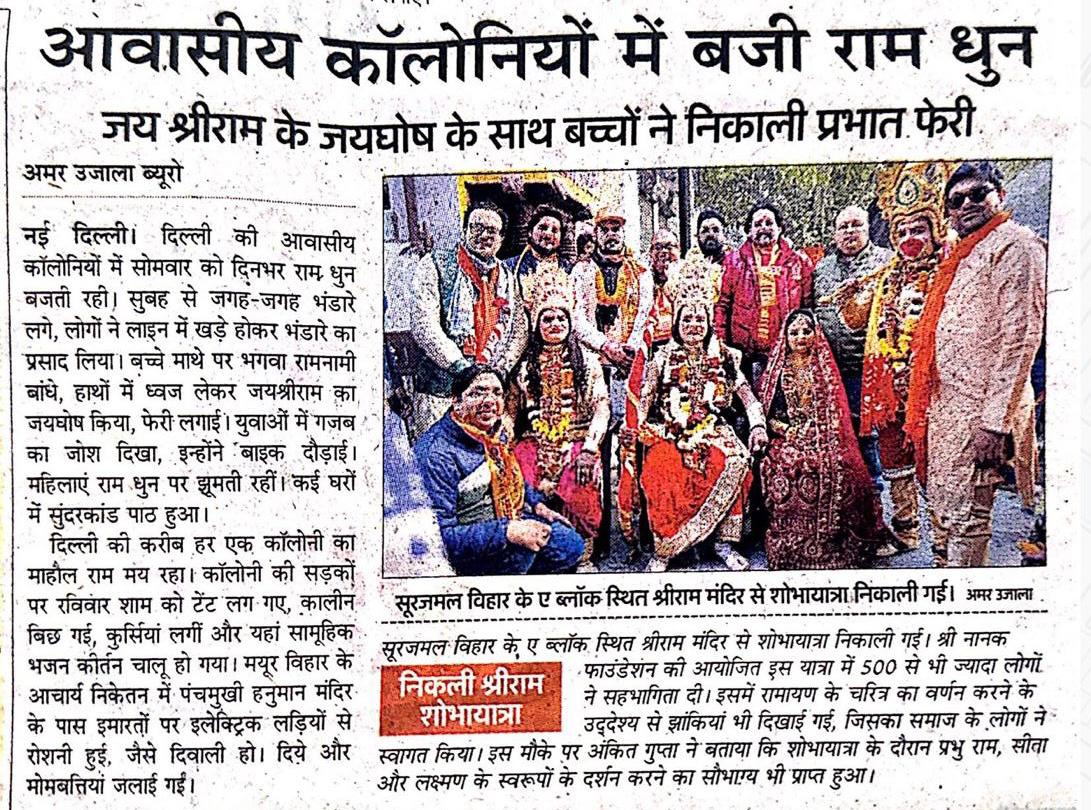 आवासीय कॉलोनियों में बजी राम धुन
जय श्रीराम के जयघोष के साथ बच्चों ने निकाली प्रभात फेरी
अमर उजाला ब्यूरो
नई दिल्ली। दिल्ली की आवासीय
कॉलोनियों में सोमवार को दिनभर राम धुन
बजती रही। सुबह से जगह-जगह भंडारे
लगे, लोगों ने लाइन में खड़े होकर भंडारे का
प्रसाद लिया। बच्चे माथे पर भगवा रामनामी
बांधे, हाथों में ध्वज लेकर जयश्रीराम का
जयघोष किया, फेरी लगाई। युवाओं में गजब
का जोश दिखा, इन्होंने बाइक दौड़ाई।
महिलाएं राम धुन पर झूमती रहीं। कई घरों
में सुंदरकांड पाठ हुआ।
दिल्ली की करीब हर एक कॉलोनी का
माहौल राम मय रहा। कॉलोनी की सड़कों
पर रविवार शाम को टेंट लग गए, कालीन
बिछ गई, कुर्सियां लगीं और यहां सामूहिक
भजन कीर्तन चालू हो गया। मयूर विहार के
आचार्य निकेतन में पंचमुखी हनुमान मंदिर
के पास इमारतों पर इलेक्ट्रिक लड़ियों से
रोशनी हुई, जैसे दिवाली हो। दिये और
मोमबत्तियां जलाई गईं।
सूरजमल विहार के ए ब्लॉक स्थित श्रीराम मंदिर से शोभायात्रा निकाली गई। अमर उजाला
सूरजमल विहार के ए ब्लॉक स्थित श्रीराम मंदिर से शोभायात्रा निकाली गई। श्री नानक
निकली श्रीराम
शोभायात्रा
फाउंडेशन की आयोजित इस यात्रा में 500 से भी ज्यादा लोगों
ने सहभागिता दी। इसमें रामायण के चरित्र का वर्णन करने के
उद्देश्य से झांकियां भी दिखाई गई, जिसका समाज के लोगों ने
स्वागत किया। इस मौके पर अंकित गुप्ता ने बताया कि शोभायात्रा के दौरान प्रभु राम, सीता
और लक्ष्मण के स्वरूपों के दर्शन करने का सौभाग्य भी प्राप्त हुआ।